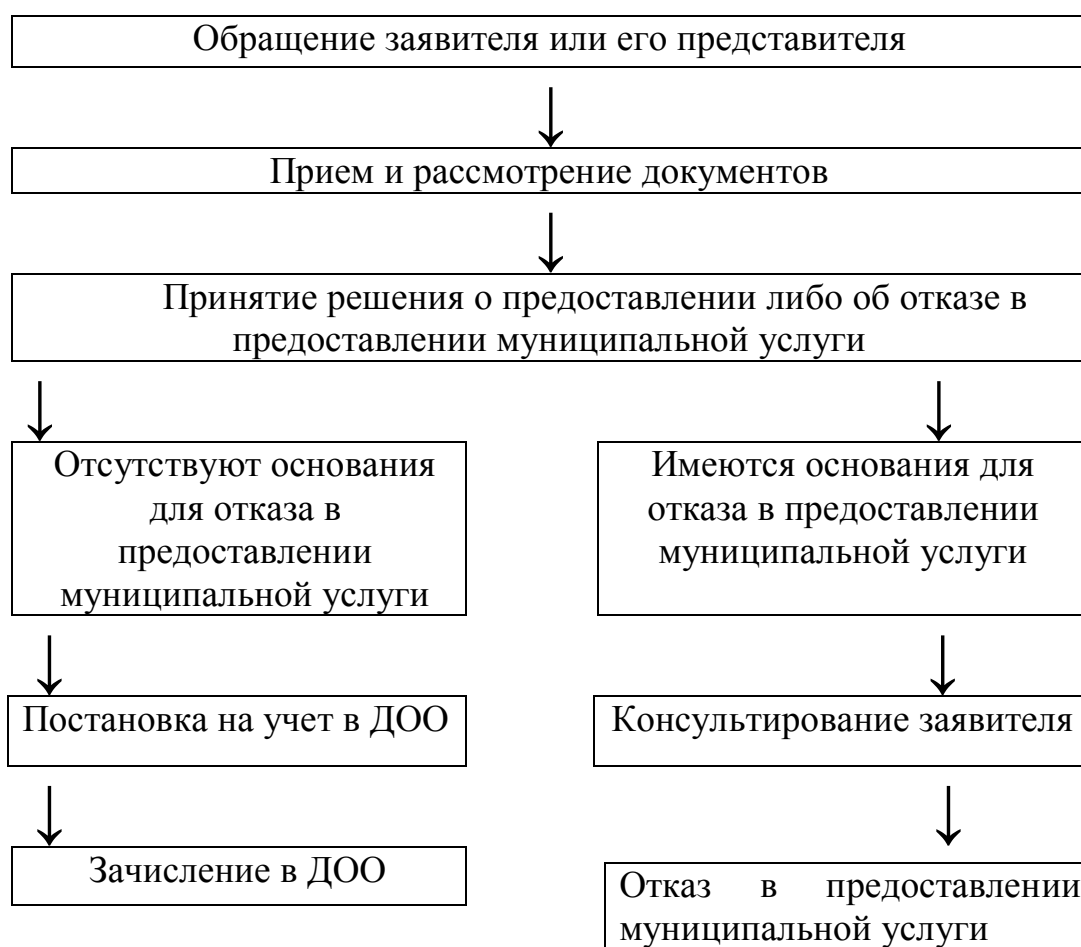 Обращение заявителя или его представителя
Прием и рассмотрение документов
Принятие решения о предоставлении либо об отказе в
предоставлении муниципальной услуги
Отсутствуют основания
для отказа в
предоставлении
муниципальной услуги
Имеются основания для
отказа в предоставлении
муниципальной услуги
Постановка на учет в ДОО
Консультирование заявителя
Зачисление в ДОО
Отказ в предоставлении
муниципальной услуги